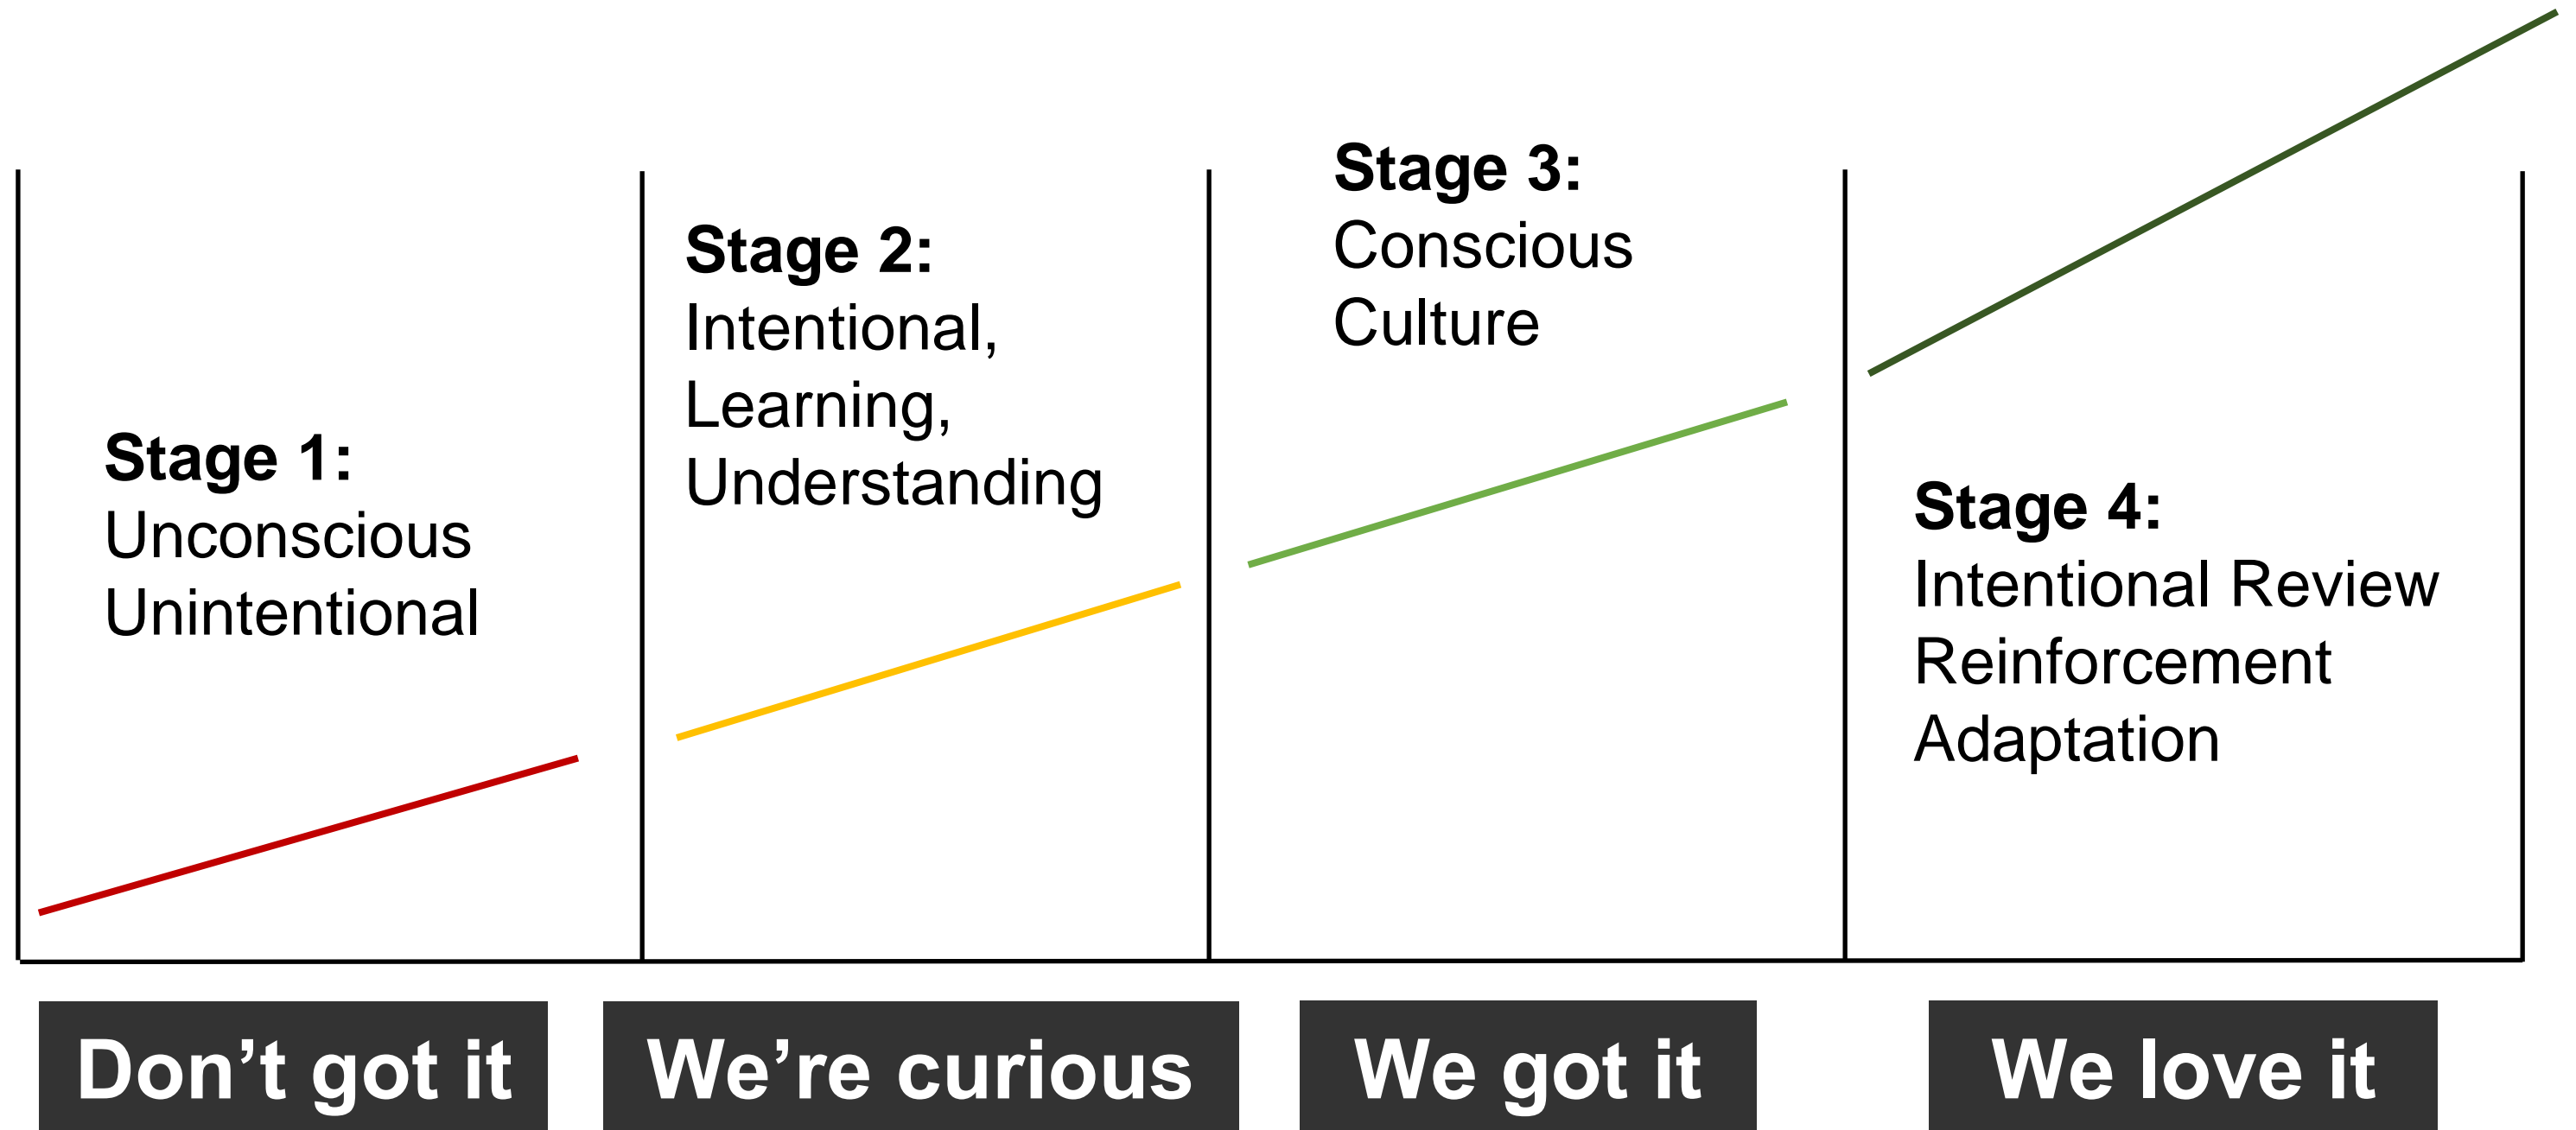 Stage 1:
Unconscious
Unintentional
Stage 2:
Intentional,
Learning,
Understanding
Stage 3:
Conscious
Culture
Stage 4:
Intentional Review
Reinforcement
Adaptation
Don’t got it
We’re curious
We got it
We love it